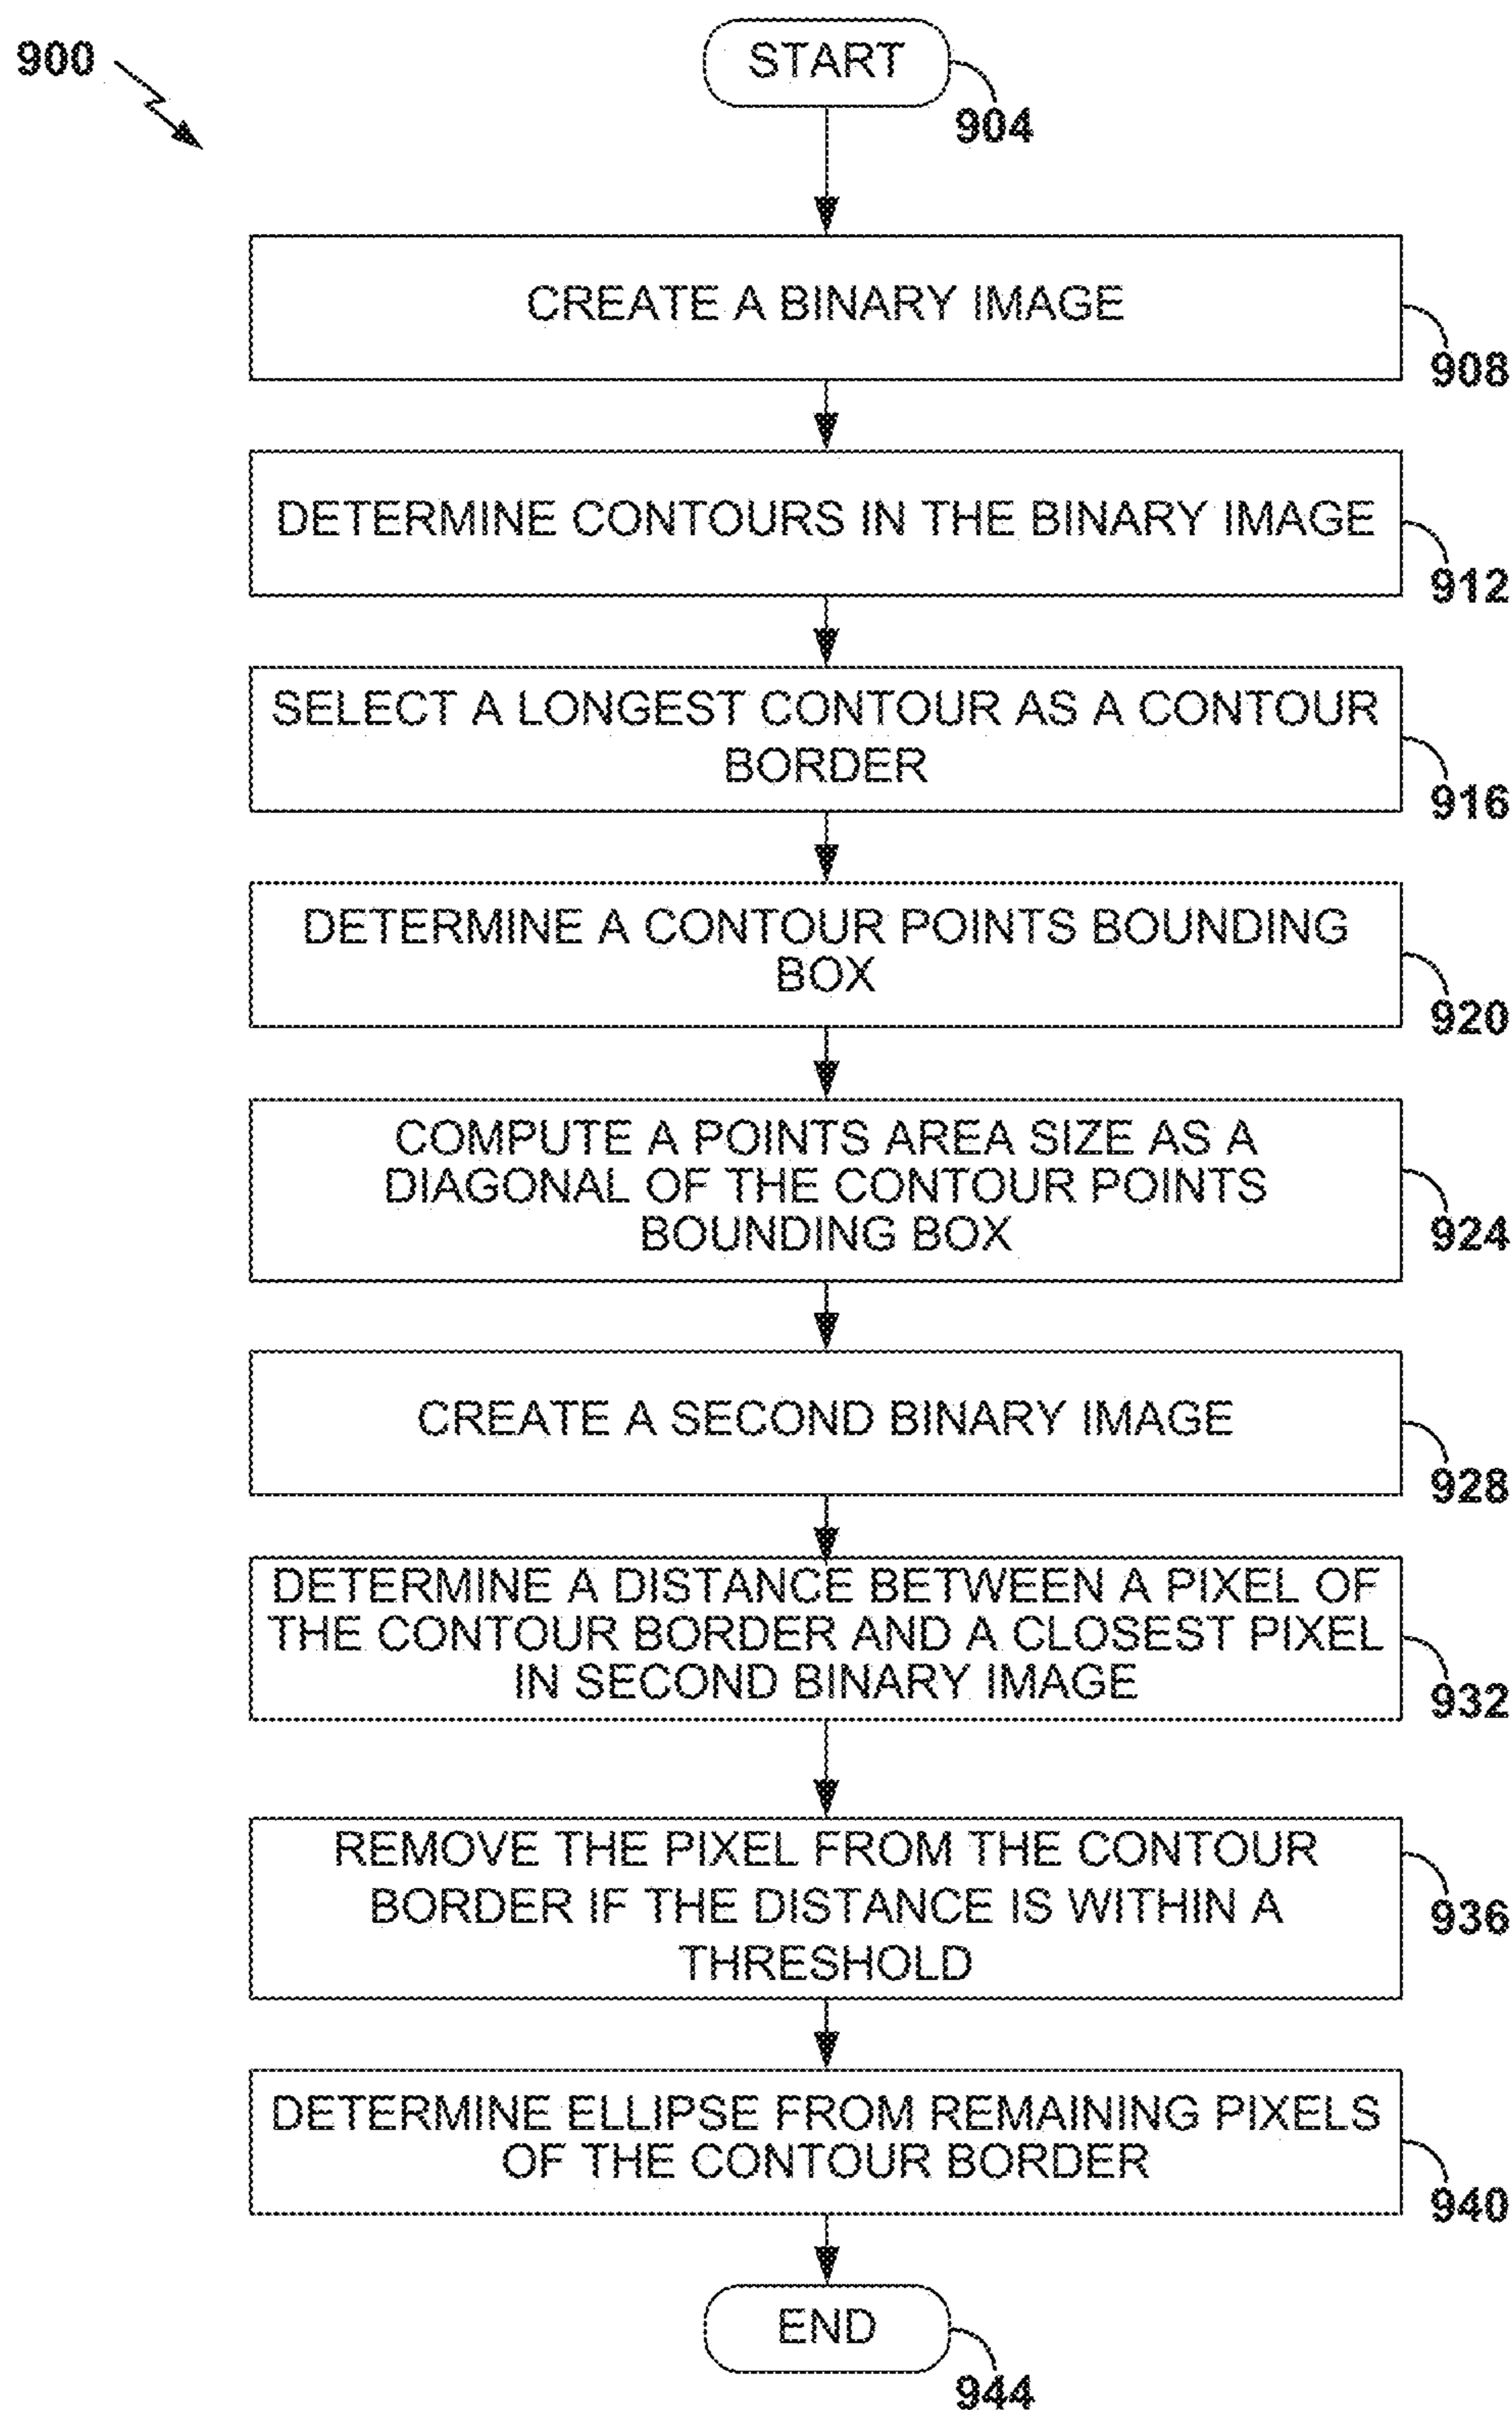 900
START
904
CREATE A BINARY IMAGE
908
DETERMINE CONTOURS IN THE BINARY IMAGE
912
SELECT A LONGEST CONTOUR AS A CONTOUR
BORDER
916
DETERMINE A CONTOUR POINTS BOUNDING
BOX
920
COMPUTE A POINTS AREA SIZE AS A
DIAGONAL OF THE CONTOUR POINTS
BOUNDING BOX
924
CREATE A SECOND BINARY IMAGE
928
DETERMINE A DISTANCE BETWEEN A PIXEL OF
THE CONTOUR BORDER AND A CLOSEST PIXEL
IN SECOND BINARY IMAGE
932
REMOVE THE PIXEL FROM THE CONTOUR
BORDER IF THE DISTANCE IS WITHIN A
THRESHOLD
936
DETERMINE ELLIPSE FROM REMAINING PIXELS
OF THE CONTOUR BORDER
940
END
944